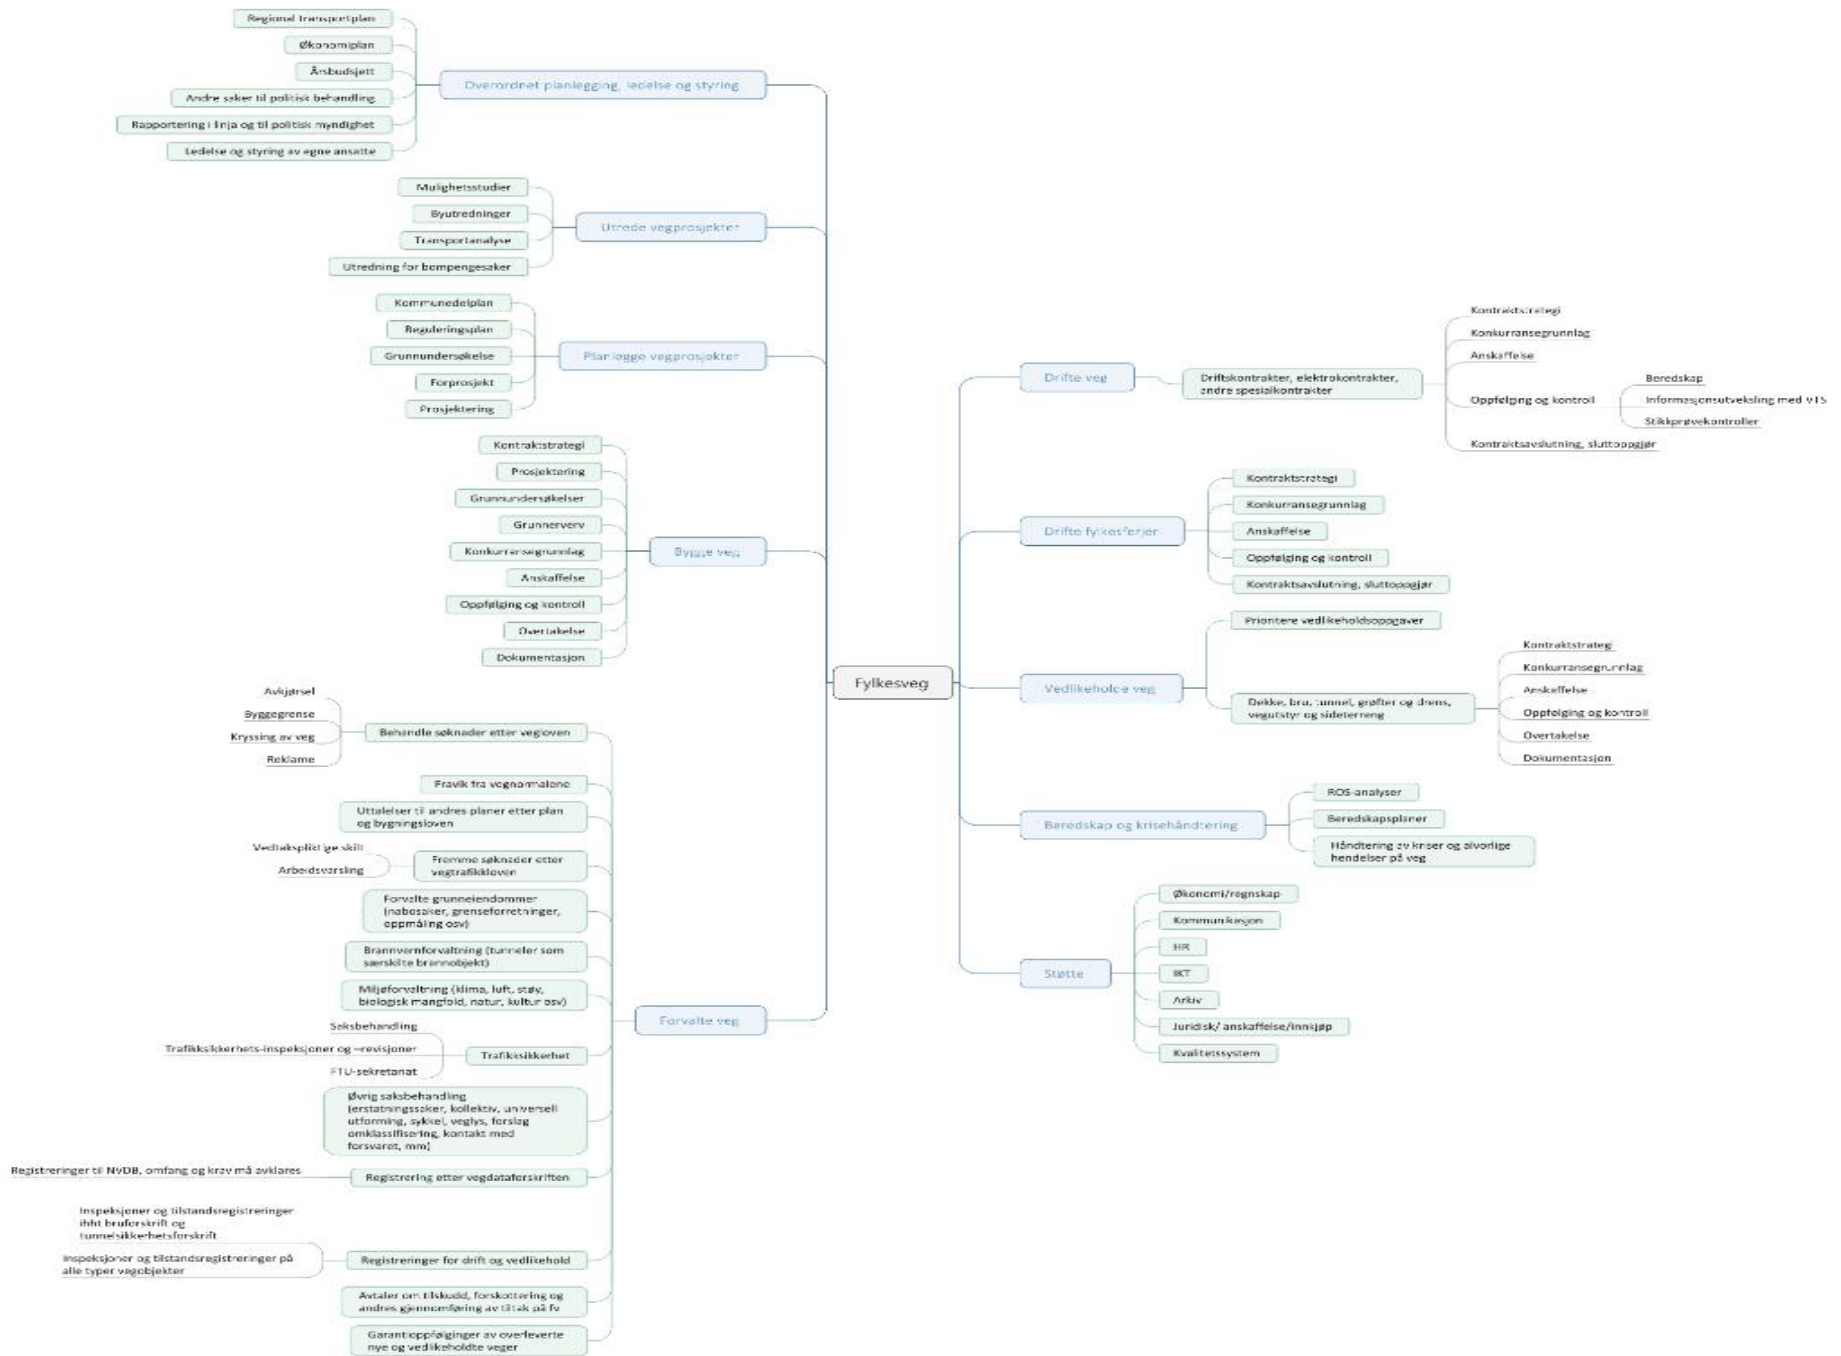 Regional transportplan
Økonomiplan
Årsbudsjett
Andre saker til politisk behandling
Rapportering i linja og til politisk myndighet
Ledelse og styring av egne ansatte
Overordnet planlegging, ledelse og styring
Mulighetsstudier
Byutredninger
Transportanalyse
Utredning for bompengesaker
Utrede vegprosjekter
Kommunedelplan
Reguleringsplan
Grunnundersøkelse
Forprosjekt
Prosjektering
Planlegge vegprosjekter
Kontraktstrategi
Prosjektering
Grunnundersøkelser
Grunnerverv
Konkurransegrunnlag
Anskaffelse
Oppfølging og kontroll
Overtakelse
Dokumentasjon
Bygge veg
Avkjørsel
Byggegrense
Kryssing av veg
Reklame
Behandle søknader etter vegloven
Fravik fra vegnormalene
Uttalelser til andres planer etter plan
og bygningsloven
Vedtakspliktige skilt
Arbeidsvarsling
Fremme søknader etter
vegtrafikkloven
Forvalte grunneiendommer
(nabosaker, grenseforretninger,
oppmåling osv)
Brannvernforvaltning (tunneler som
særskilte brannobjekt)
Miljøforvaltning (klima, luft, støy,
biologisk mangfold, natur, kultur osv)
Saksbehandling
Trafikksikkerhets-inspeksjoner og –revisjoner
FTU-sekretariat
Trafikksikkerhet
Øvrig saksbehandling
(erstatningssaker, kollektiv, universell
utforming, sykkel, veglys, forslag
omklassifisering, kontakt med
forsvaret, mm)
Registreringer til NVDB, omfang og krav må avklares
Registrering etter vegdataforskriften
Inspeksjoner og tilstandsregistreringer
ihht bruforskrift og
tunnelsikkerhetsforskrift
Inspeksjoner og tilstandsregistreringer på
alle typer vegobjekter
Registreringer for drift og vedlikehold
Avtaler om tilskudd, forskottering og
andres gjennomføring av tiltak på fv
Garantioppfølginger av overleverte
nye og vedlikeholdte veger
Forvalte veg
Fylkesveg
Drifte veg
Driftskontrakter, elektrokontrakter,
andre spesialkontrakter
Kontraktstrategi
Konkurransegrunnlag
Anskaffelse
Oppfølging og kontroll
Beredskap
Informasjonsutveksling med VTS
Stikkprøvekontroller
Kontraktsavslutning, sluttoppgjør
Drifte fylkesferjer
Kontraktstrategi
Konkurransegrunnlag
Anskaffelse
Oppfølging og kontroll
Kontraktsavslutning, sluttoppgjør
Vedlikeholde veg
Prioritere vedlikeholdsoppgaver
Dekke, bru, tunnel, grøfter og drens,
vegutstyr og sideterreng
Kontraktstrategi
Konkurransegrunnlag
Anskaffelse
Oppfølging og kontroll
Overtakelse
Dokumentasjon
Beredskap og krisehåndtering
ROS-analyser
Beredskapsplaner
Håndtering av kriser og alvorlige
hendelser på veg
Støtte
Økonomi/regnskap
Kommunikasjon
HR
IKT
Arkiv
Juridisk/ anskaffelse/innkjøp
Kvalitetssystem